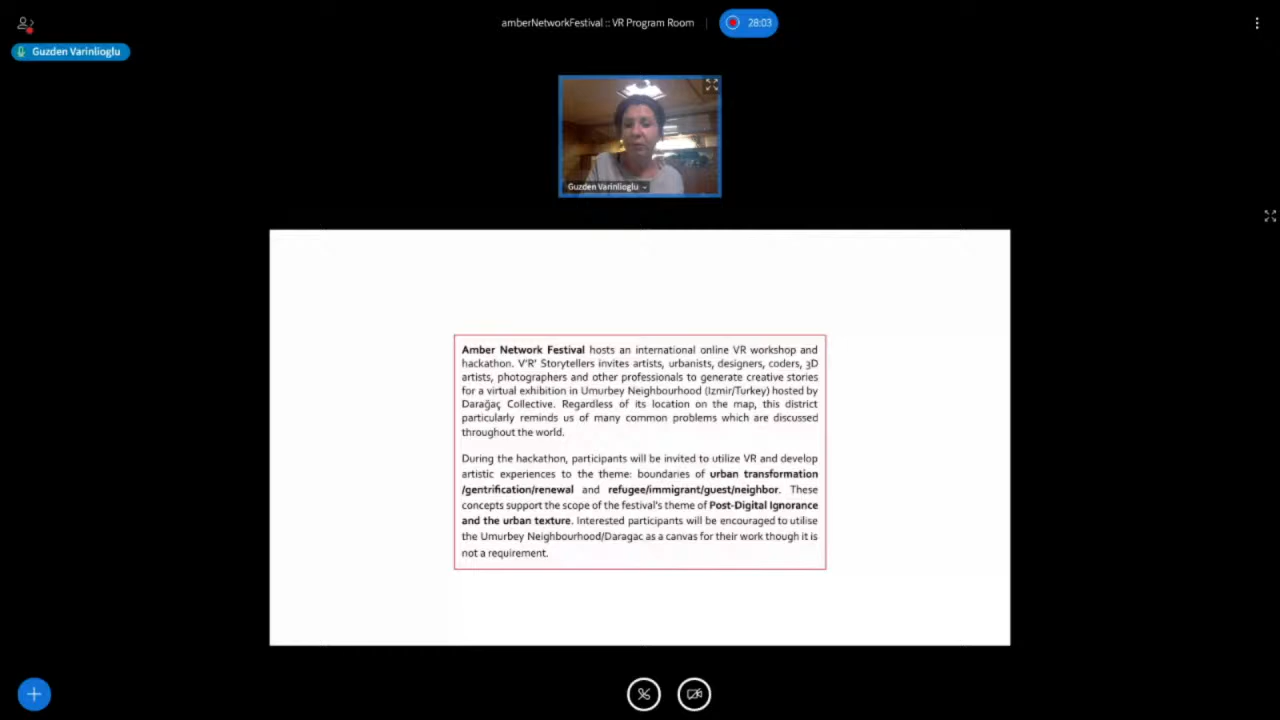 amberNetworkFestival :: VR Program Room
28:03
Guzden Varinlioglu
Guzden Varinlioglu
Amber Network Festival hosts an international online VR workshop and
hackathon. V'R' Storytellers invites artists, urbanists, designers, coders, 3D
artists, photographers and other professionals to generate creative stories
for a virtual exhibition in Umurbey Neighbourhood (Izmir/Turkey) hosted by
Darağaç Collective. Regardless of its location on the map, this district
particularly reminds us of many common problems which are discussed
throughout the world.
During the hackathon, participants will be invited to utilize VR and develop
artistic experiences to the theme: boundaries of urban transformation
/gentrification/renewal and refugee/immigrant/guest/neighbor. These
concepts support the scope of the festival's theme of Post-Digital Ignorance
and the urban texture. Interested participants will be encouraged to utilise
the Umurbey Neighbourhood/Daragac as a canvas for their work though it is
not a requirement.